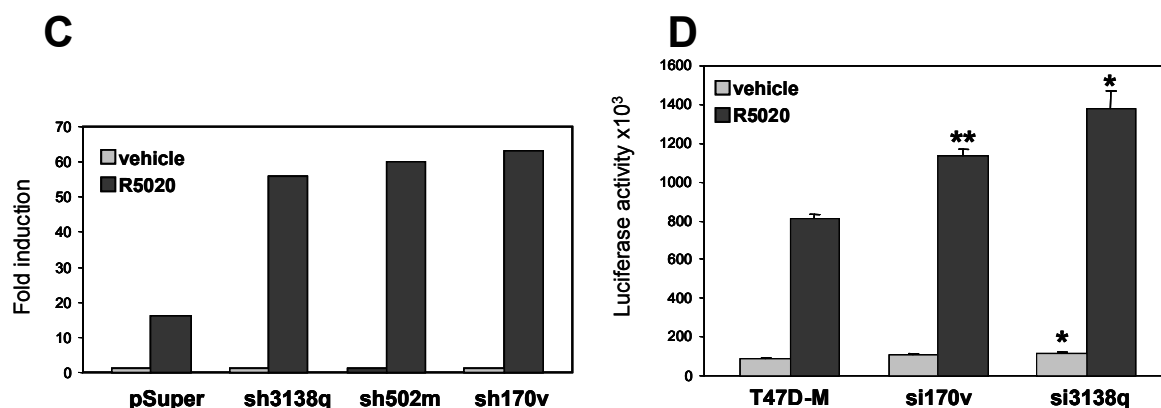 C
Fold induction
70
60
50
40
30
20
10
0
vehicle
R5020
pSuper sh3138q sh502m sh170v
D
Luciferase activity x10³
1600
1400
1200
1000
800
600
400
200
0
vehicle
R5020
**
*
*
T47D-M si170v si3138q